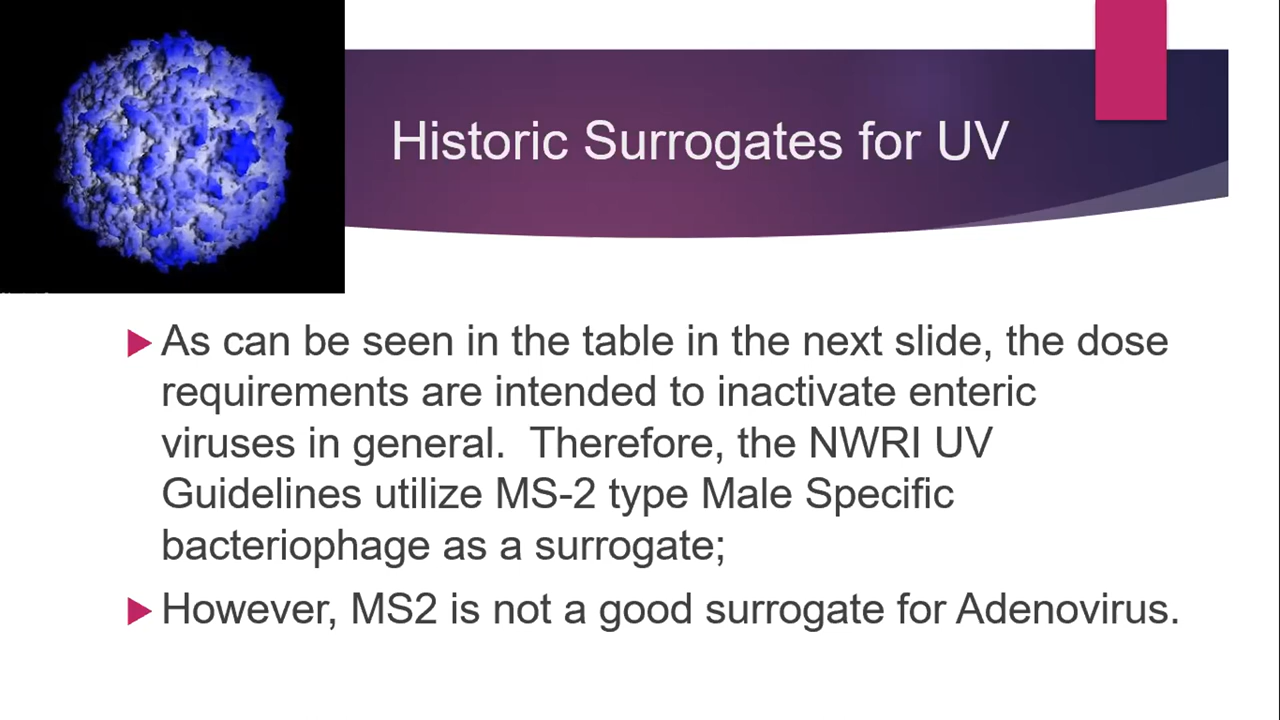 Historic Surrogates for UV
As can be seen in the table in the next slide, the dose
requirements are intended to inactivate enteric
viruses in general.  Therefore, the NWRI UV
Guidelines utilize MS-2 type Male Specific
bacteriophage as a surrogate;
However, MS2 is not a good surrogate for Adenovirus.